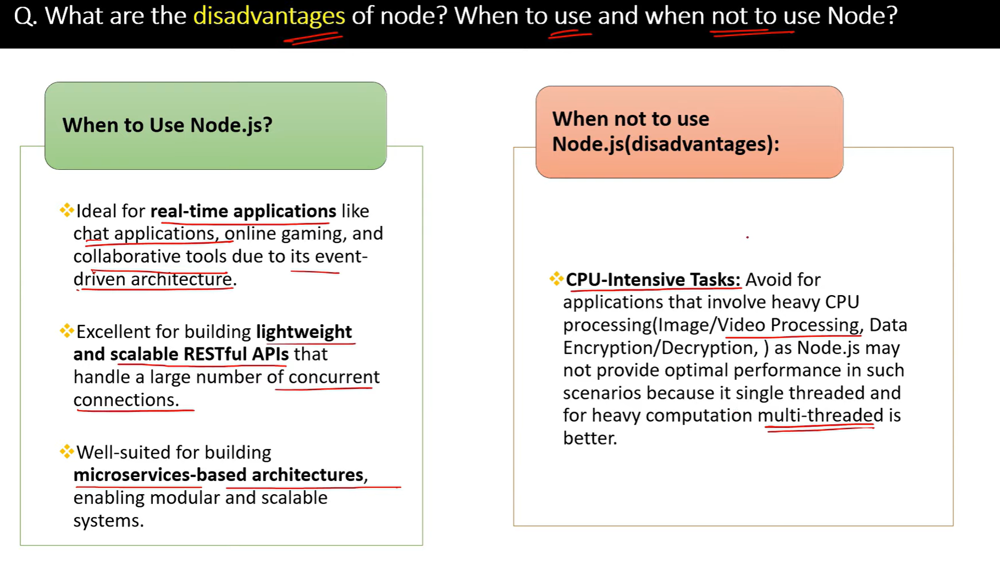 Q. What are the disadvantages of node? When to use and when not to use Node?
When to Use Node.js?
❖Ideal for real-time applications like
chat applications, online gaming, and
collaborative tools due to its event-
driven architecture.
❖Excellent for building lightweight
and scalable RESTful APIs that
handle a large number of concurrent
connections.
❖Well-suited for building
microservices-based architectures,
enabling modular and scalable
systems.
When not to use
Node.js(disadvantages):
❖CPU-Intensive Tasks: Avoid for
applications that involve heavy CPU
processing(Image/Video Processing, Data
Encryption/Decryption, ) as Node.js may
not provide optimal performance in such
scenarios because it single threaded and
for heavy computation multi-threaded is
better.